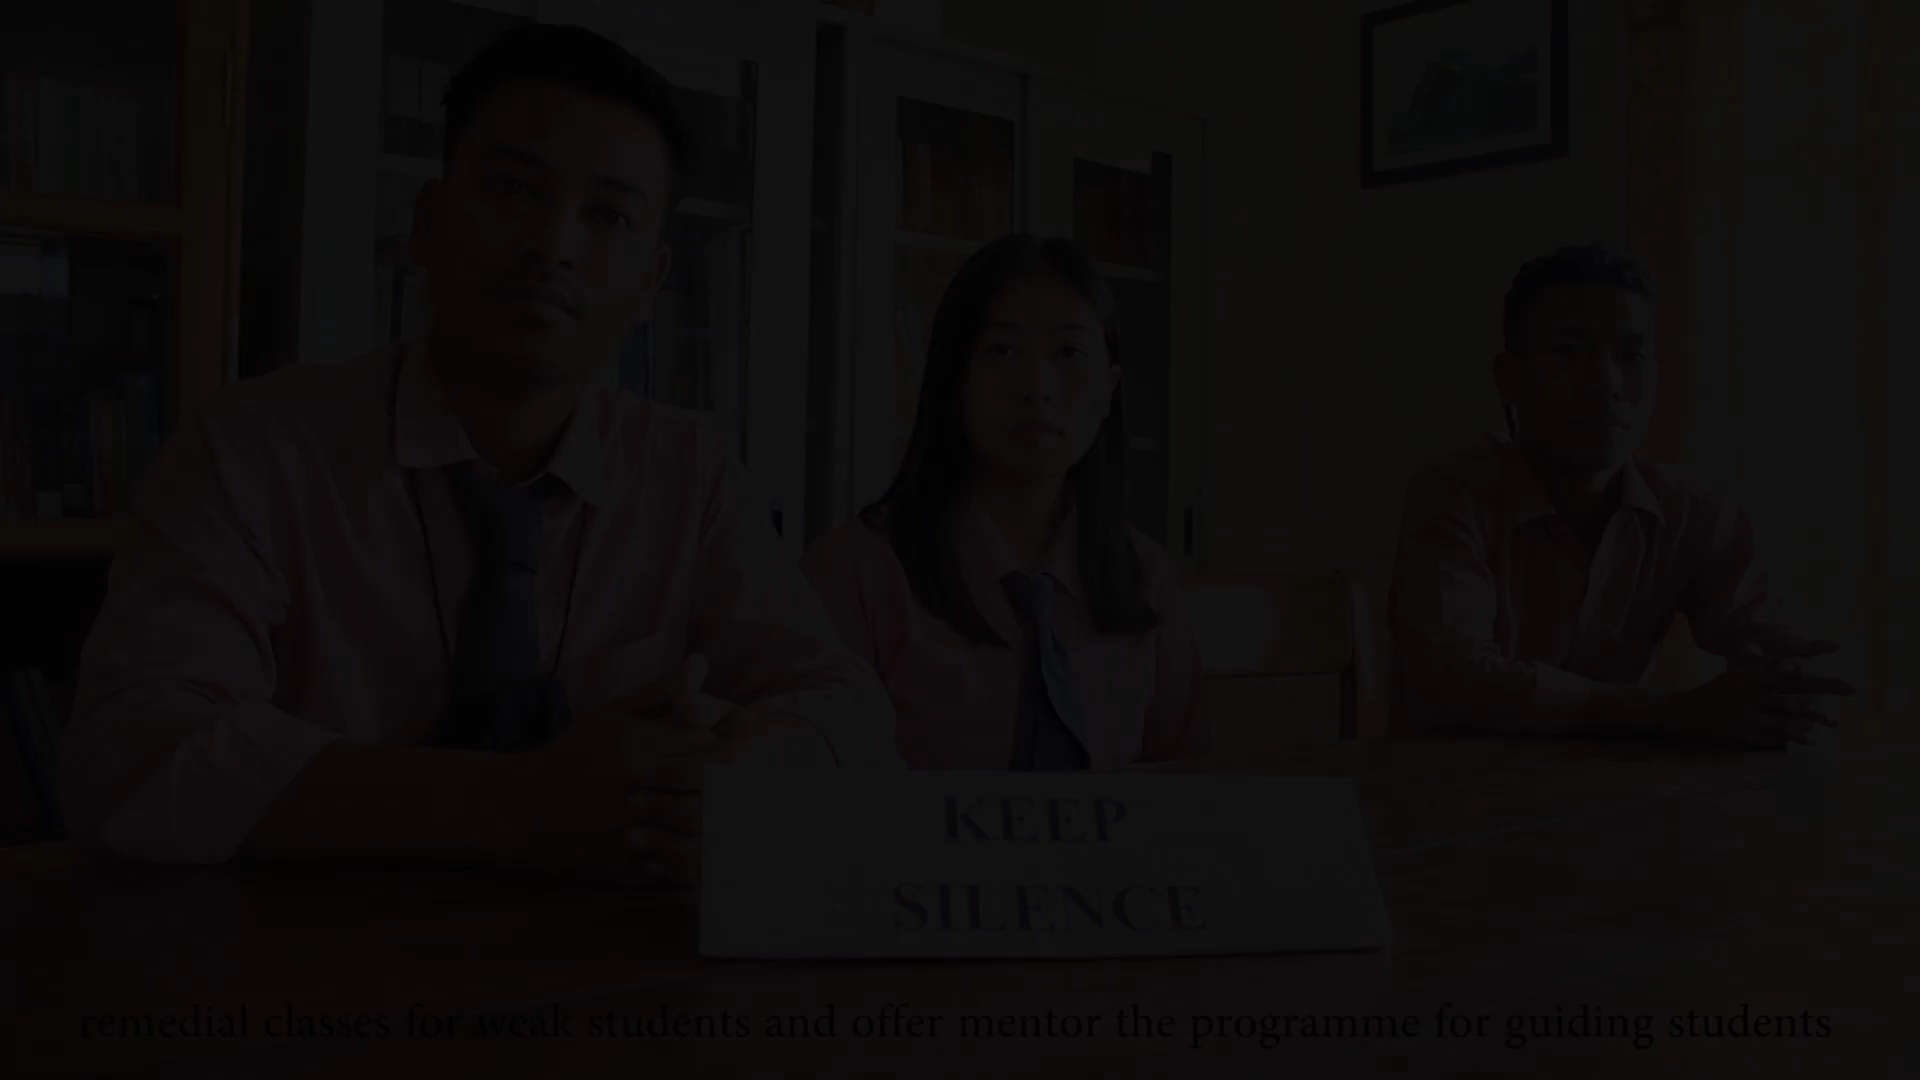 KEEP
SILENCE
remedial classes for weak students and offer mentor the programme for guiding students